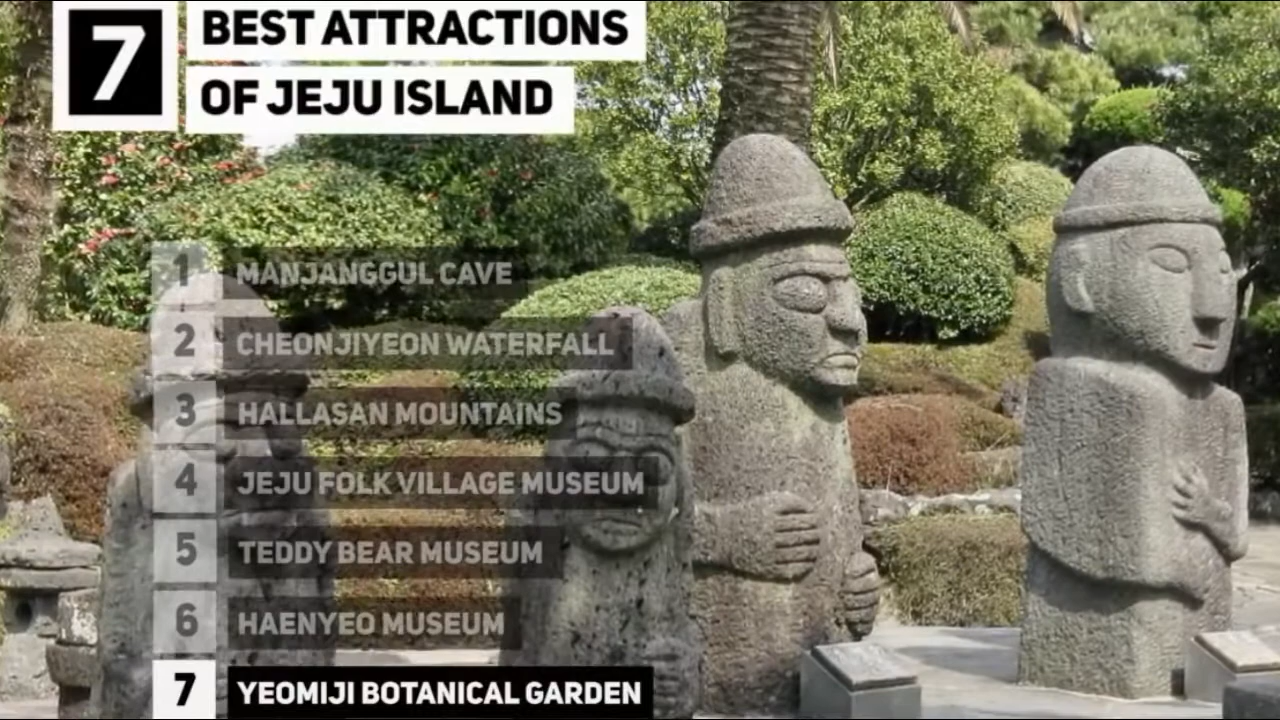 7
BEST ATTRACTIONS
OF JEJU ISLAND
1 MANJANGGUL CAVE
2 CHEONJIYEON WATERFALL
3 HALLASAN MOUNTAINS
4 JEJU FOLK VILLAGE MUSEUM
5 TEDDY BEAR MUSEUM
6 HAENYEO MUSEUM
7 YEOMIJI BOTANICAL GARDEN